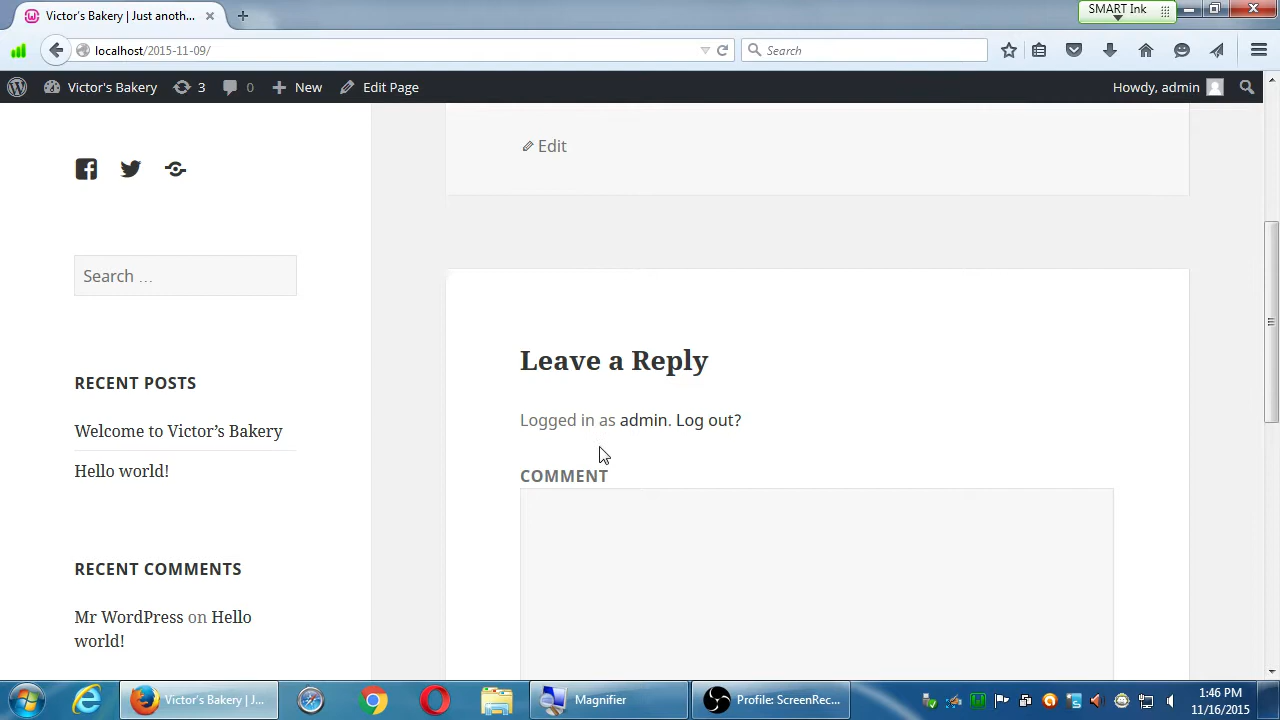 Victor's Bakery | Just anoth...
SMART Ink
localhost/2015-11-09/
Search
Victor's Bakery
3
0
New
Edit Page
Howdy, admin
Edit
Search …
Leave a Reply
RECENT POSTS
Logged in as admin. Log out?
Welcome to Victor’s Bakery
Hello world!
COMMENT
RECENT COMMENTS
Mr WordPress on Hello
world!
Victor's Bakery | J...
Magnifier
Profile: ScreenRec...
1:46 PM
11/16/2015